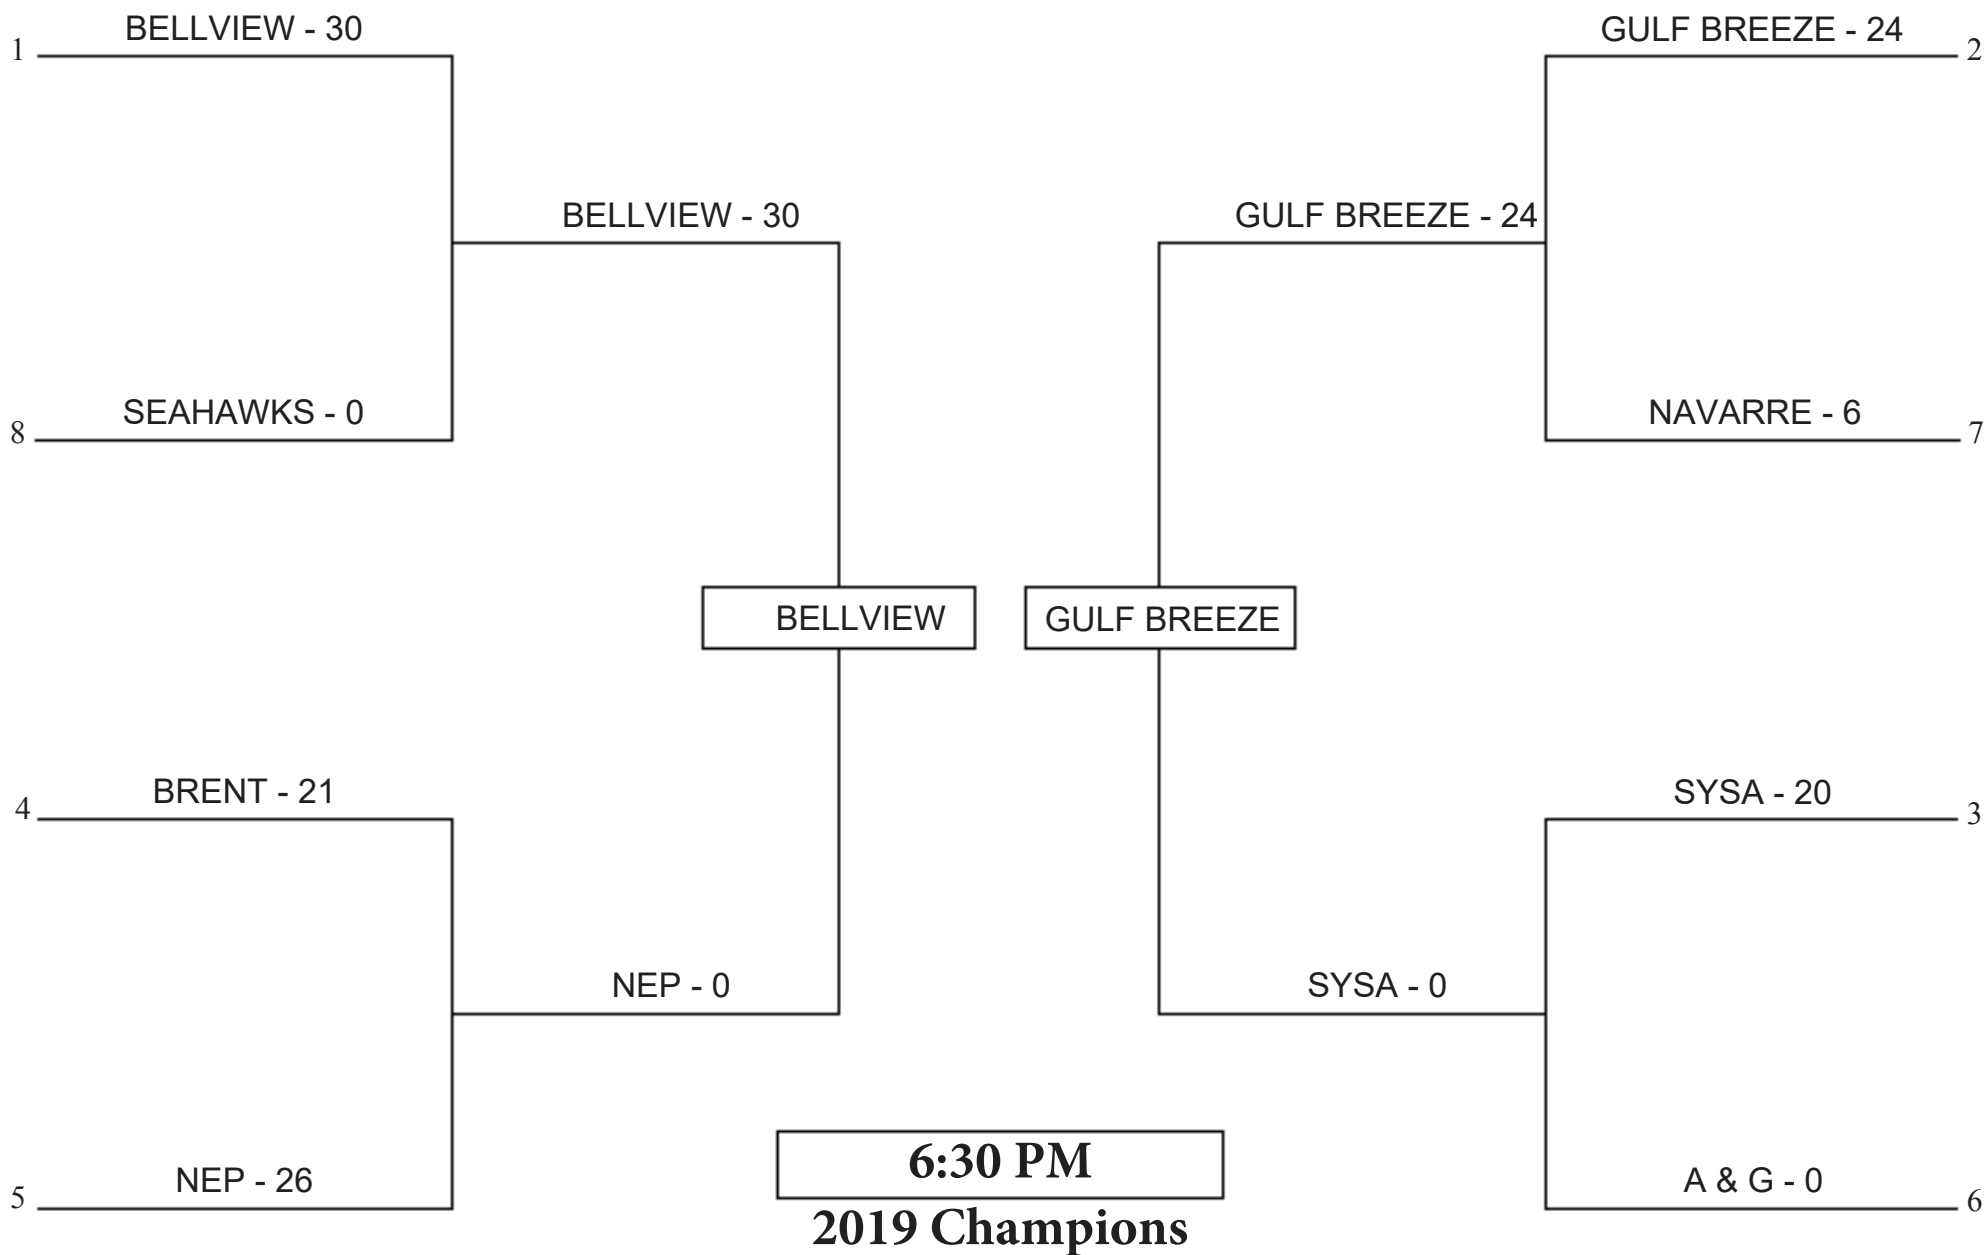 1
BELLVIEW - 30
GULF BREEZE - 24
2
BELLVIEW - 30
GULF BREEZE - 24
8
SEAHAWKS - 0
NAVARRE - 6
7
BELLVIEW
GULF BREEZE
4
BRENT - 21
SYSA - 20
3
NEP - 0
SYSA - 0
5
NEP - 26
A & G - 0
6
6:30 PM
2019 Champions